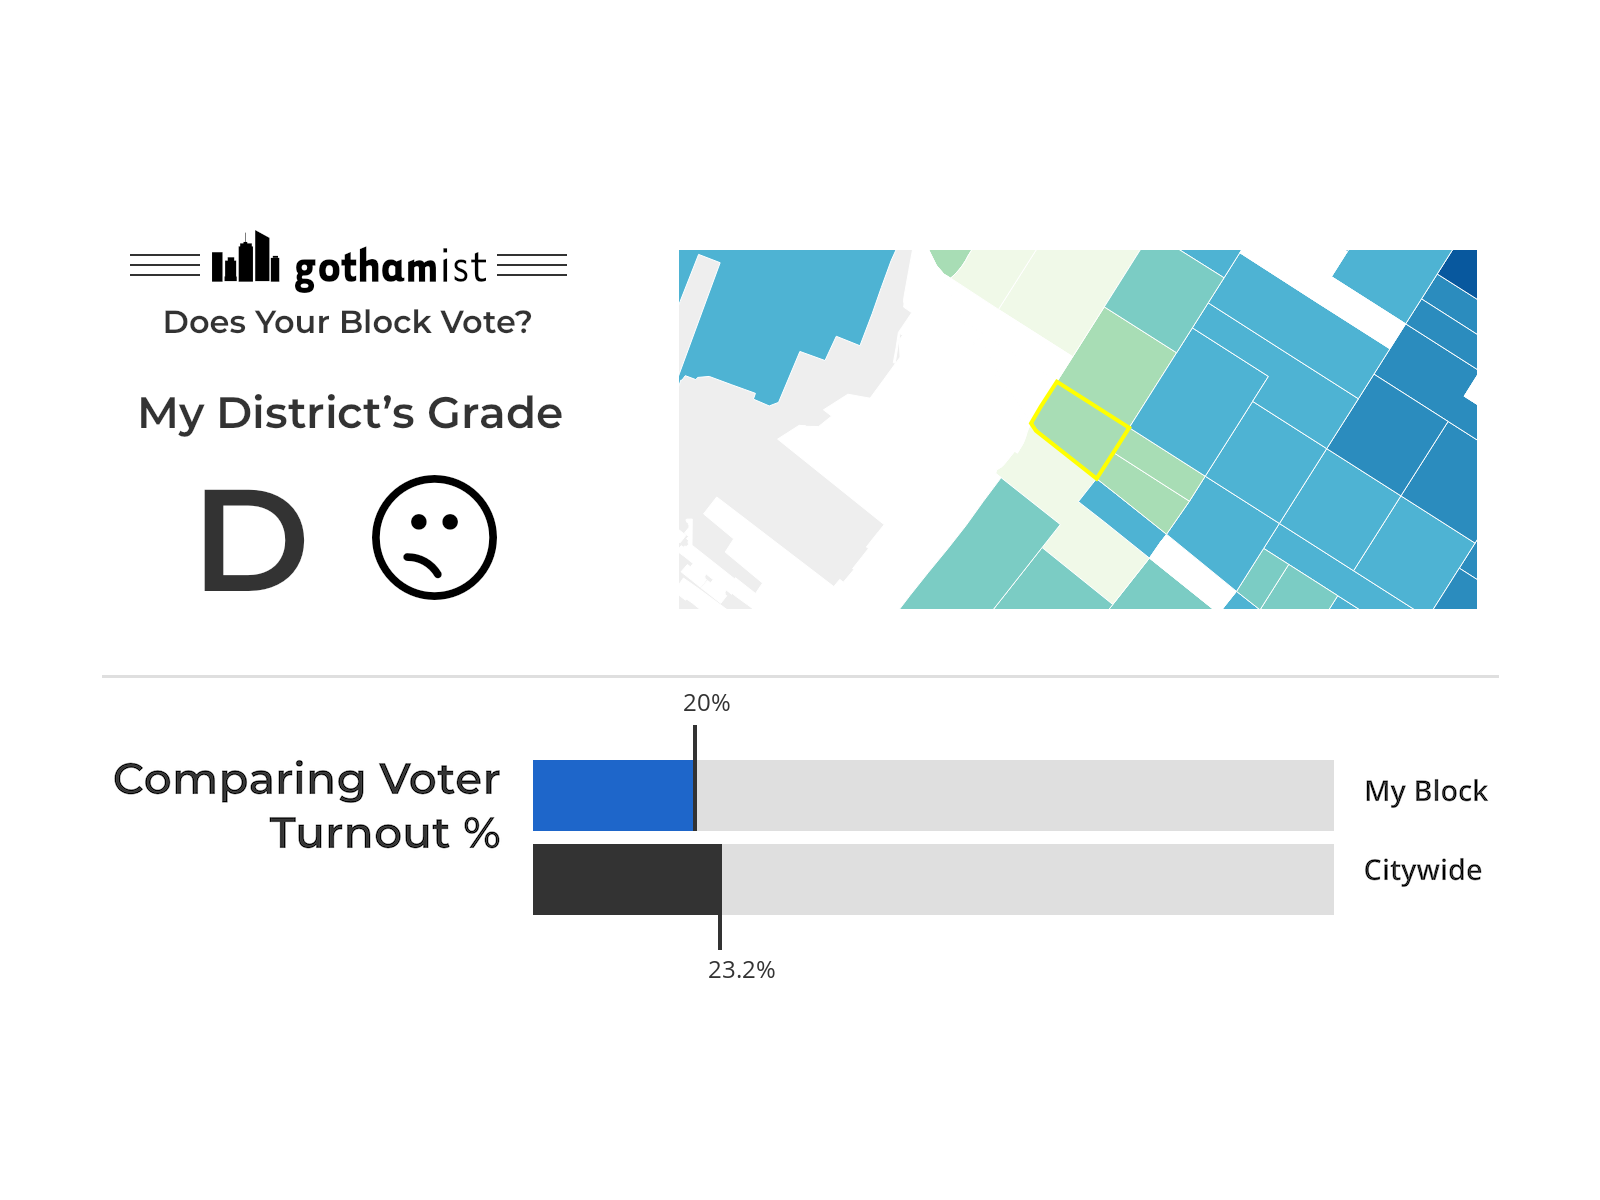 gothamist
Does Your Block Vote?
My District’s Grade
D
20%
Comparing Voter
Turnout %
My Block
Citywide
23.2%